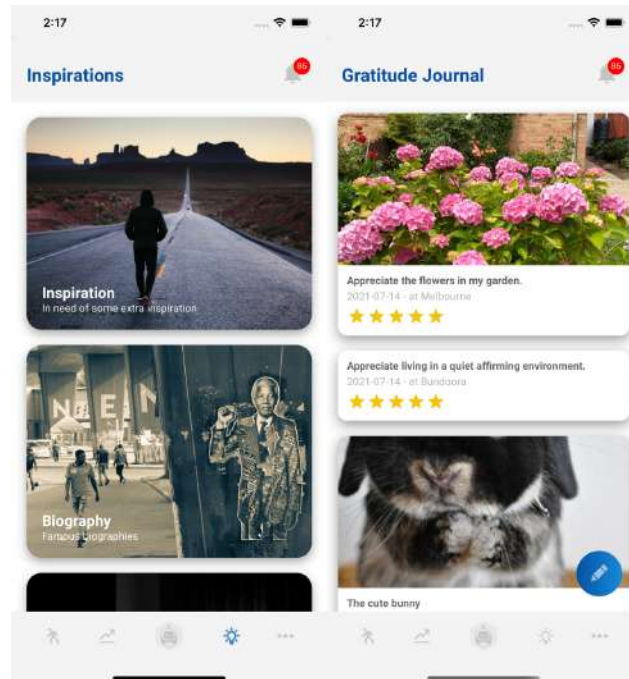 2:17
Inspirations
86
Inspiration
In need of some extra inspiration
Biography
Famous biographies
2:17
Gratitude Journal
86
Appreciate the flowers in my garden.
2021-07-14 - at Melbourne
Appreciate living in a quiet affirming environment.
2021-07-14 - at Bundoora
The cute bunny